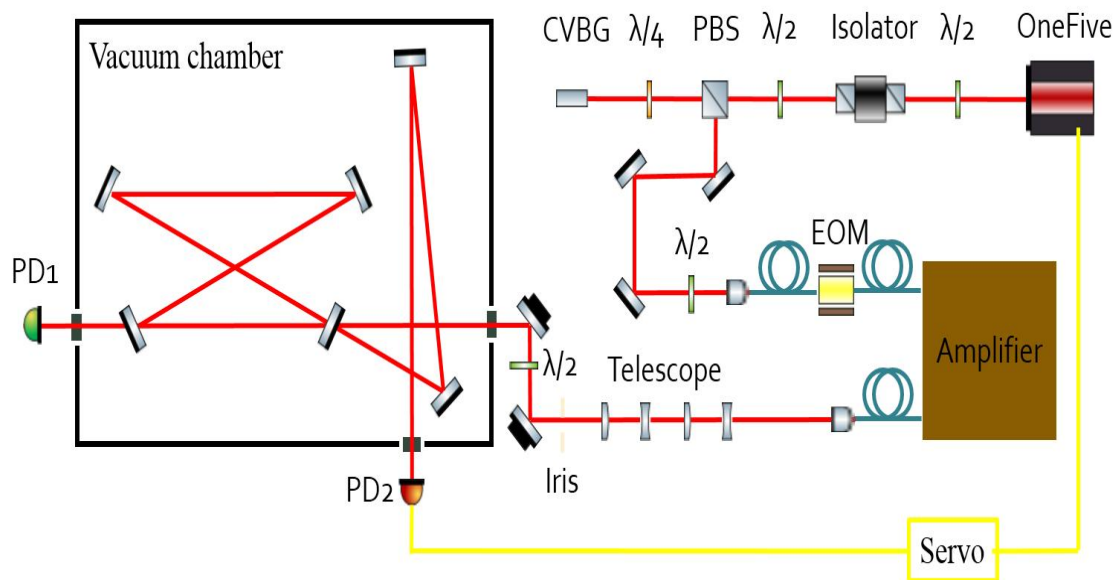 Vacuum chamber
CVBG λ/4 PBS λ/2 Isolator λ/2 OneFive
PD1
λ/2
EOM
λ/2
Telescope
Amplifier
Iris
PD2
Servo